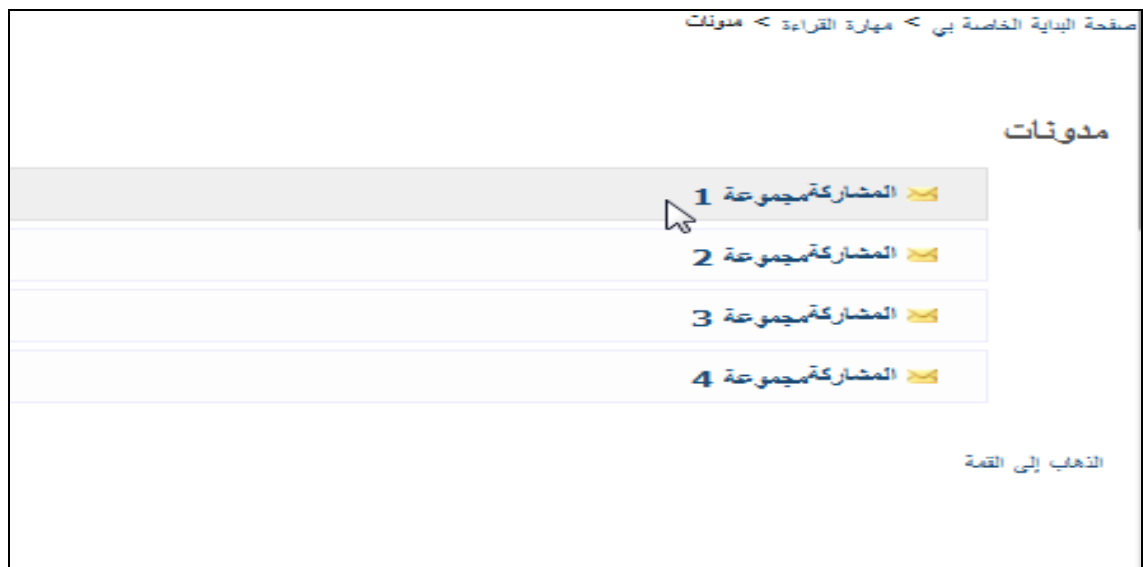 صفحة البداية الخاصة بي > مهارة القراءة > مدونات
مدونات
المشاركةمجموعة 1
المشاركةمجموعة 2
المشاركةمجموعة 3
المشاركةمجموعة 4
الذهاب إلى القمة